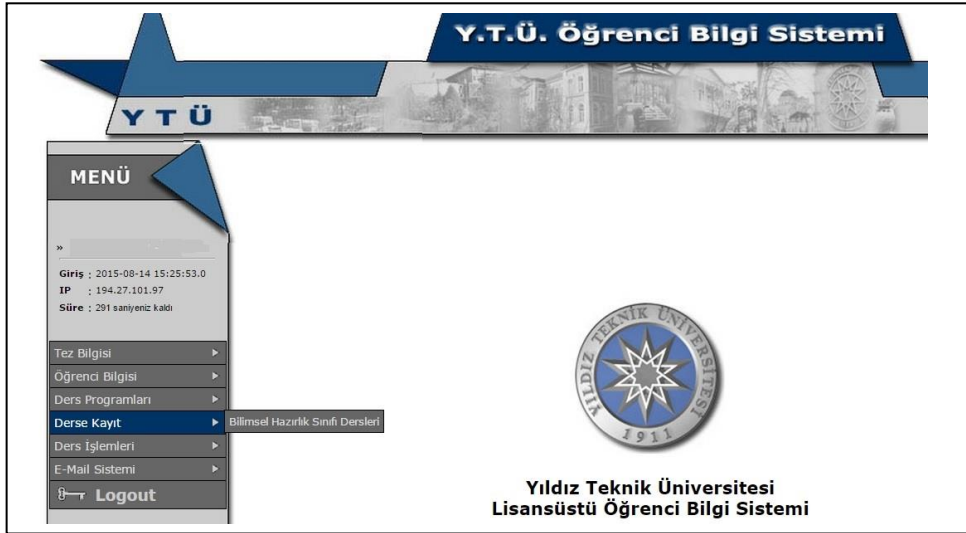 Y.T.Ü. Öğrenci Bilgi Sistemi
YTÜ
MENÜ
»
Giriş : 2015-08-14 15:25:53.0
IP : 194.27.101.97
Süre : 291 saniyeniz kaldı
Tez Bilgisi
Öğrenci Bilgisi
Ders Programları
Derse Kayıt
Bilimsel Hazırlık Sınıfı Dersleri
Ders İşlemleri
E-Mail Sistemi
Logout
YILDIZ TEKNİK ÜNİVERSİTESİ
1911
Yıldız Teknik Üniversitesi
Lisansüstü Öğrenci Bilgi Sistemi